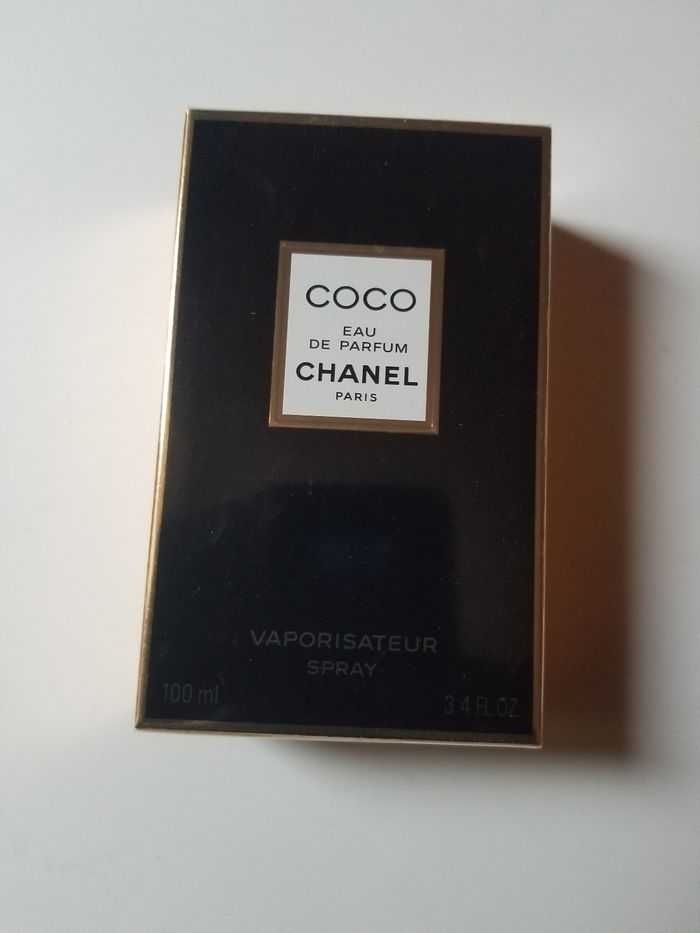 COCO
EAU
DE PARFUM
CHANEL
PARIS
VAPORISATEUR
SPRAY
100 ml
3.4 FL.OZ